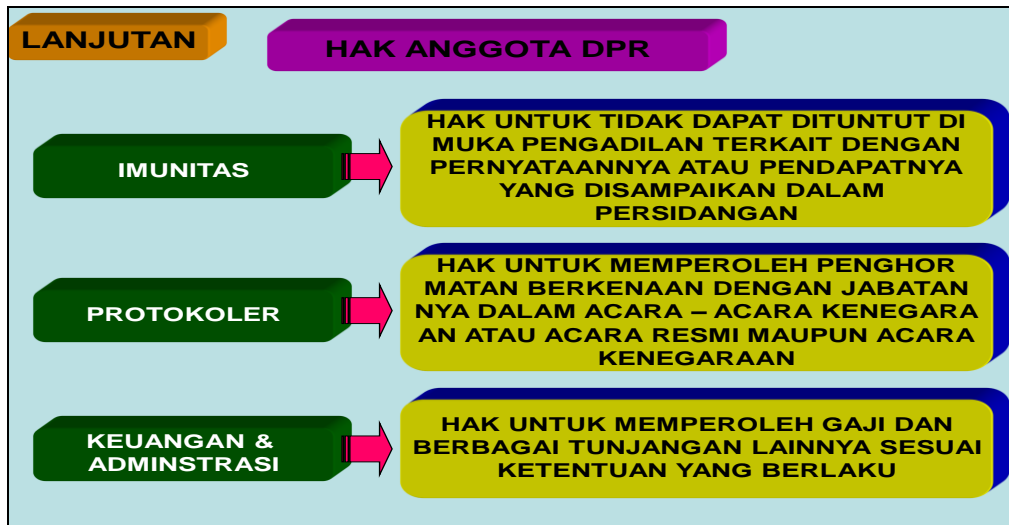 LANJUTAN
HAK ANGGOTA DPR
IMUNITAS
HAK UNTUK TIDAK DAPAT DITUNTUT DI
MUKA PENGADILAN TERKAIT DENGAN
PERNYATAANNYA ATAU PENDAPATNYA
YANG DISAMPAIKAN DALAM
PERSIDANGAN
PROTOKOLER
HAK UNTUK MEMPEROLEH PENGHOR
MATAN BERKENAAN DENGAN JABATAN
NYA DALAM ACARA – ACARA KENEGARA
AN ATAU ACARA RESMI MAUPUN ACARA
KENEGARAAN
KEUANGAN &
ADMINSTRASI
HAK UNTUK MEMPEROLEH GAJI DAN
BERBAGAI TUNJANGAN LAINNYA SESUAI
KETENTUAN YANG BERLAKU